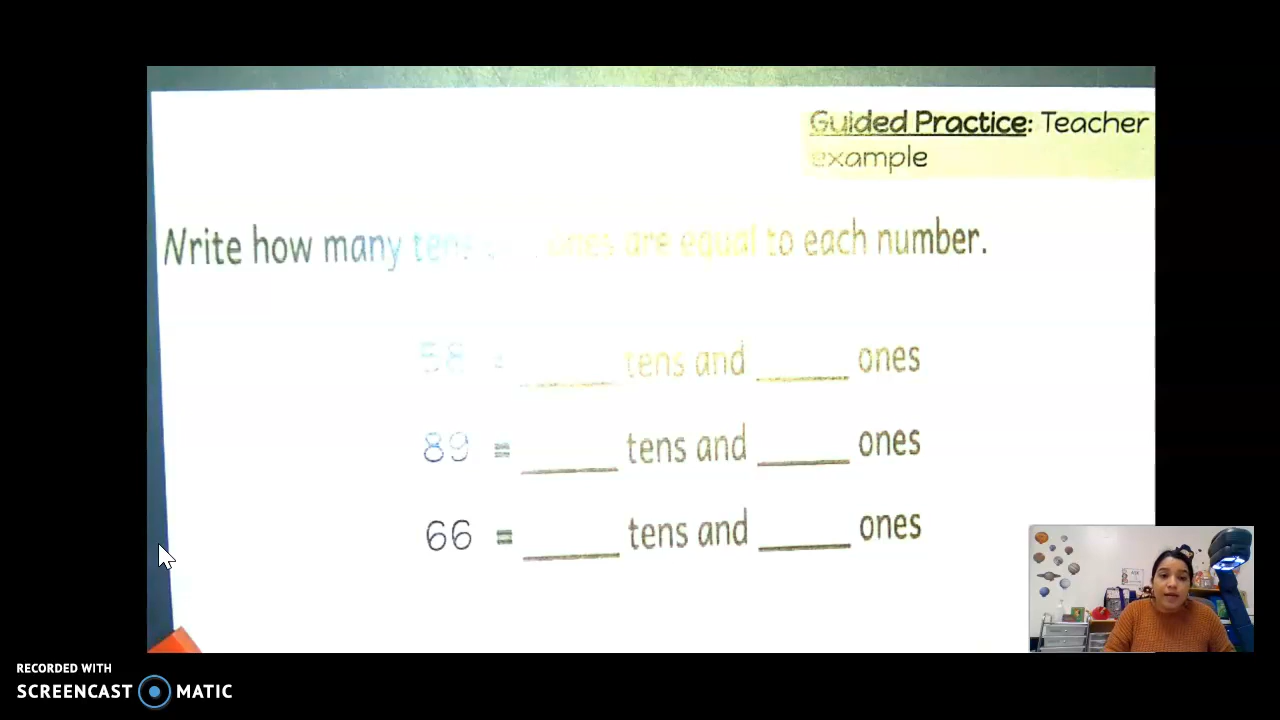 Guided Practice: Teacher
example
Write how many tens ones are equal to each number.
58 = _____ tens and _____ ones
89 = _____ tens and _____ ones
66 = _____ tens and _____ ones
RECORDED WITH
SCREENCAST MATIC